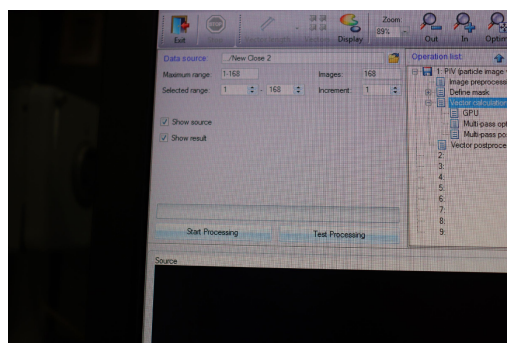 Zoom
89%
Exit
Display
Out
In
Data source:
../New Close 2
Operation list:
Maximum range:
1-168
Images:
168
Selected range:
1
-
168
Increment:
1
1: PIV (particle image
Image preprocess
Define mask
Vector calculation
GPU
Multi-pass
Multi-pass
Vector postproce
2:
3:
4:
5:
6:
7:
8:
9:
Show source
Show result
Start Processing
Test Processing
Source